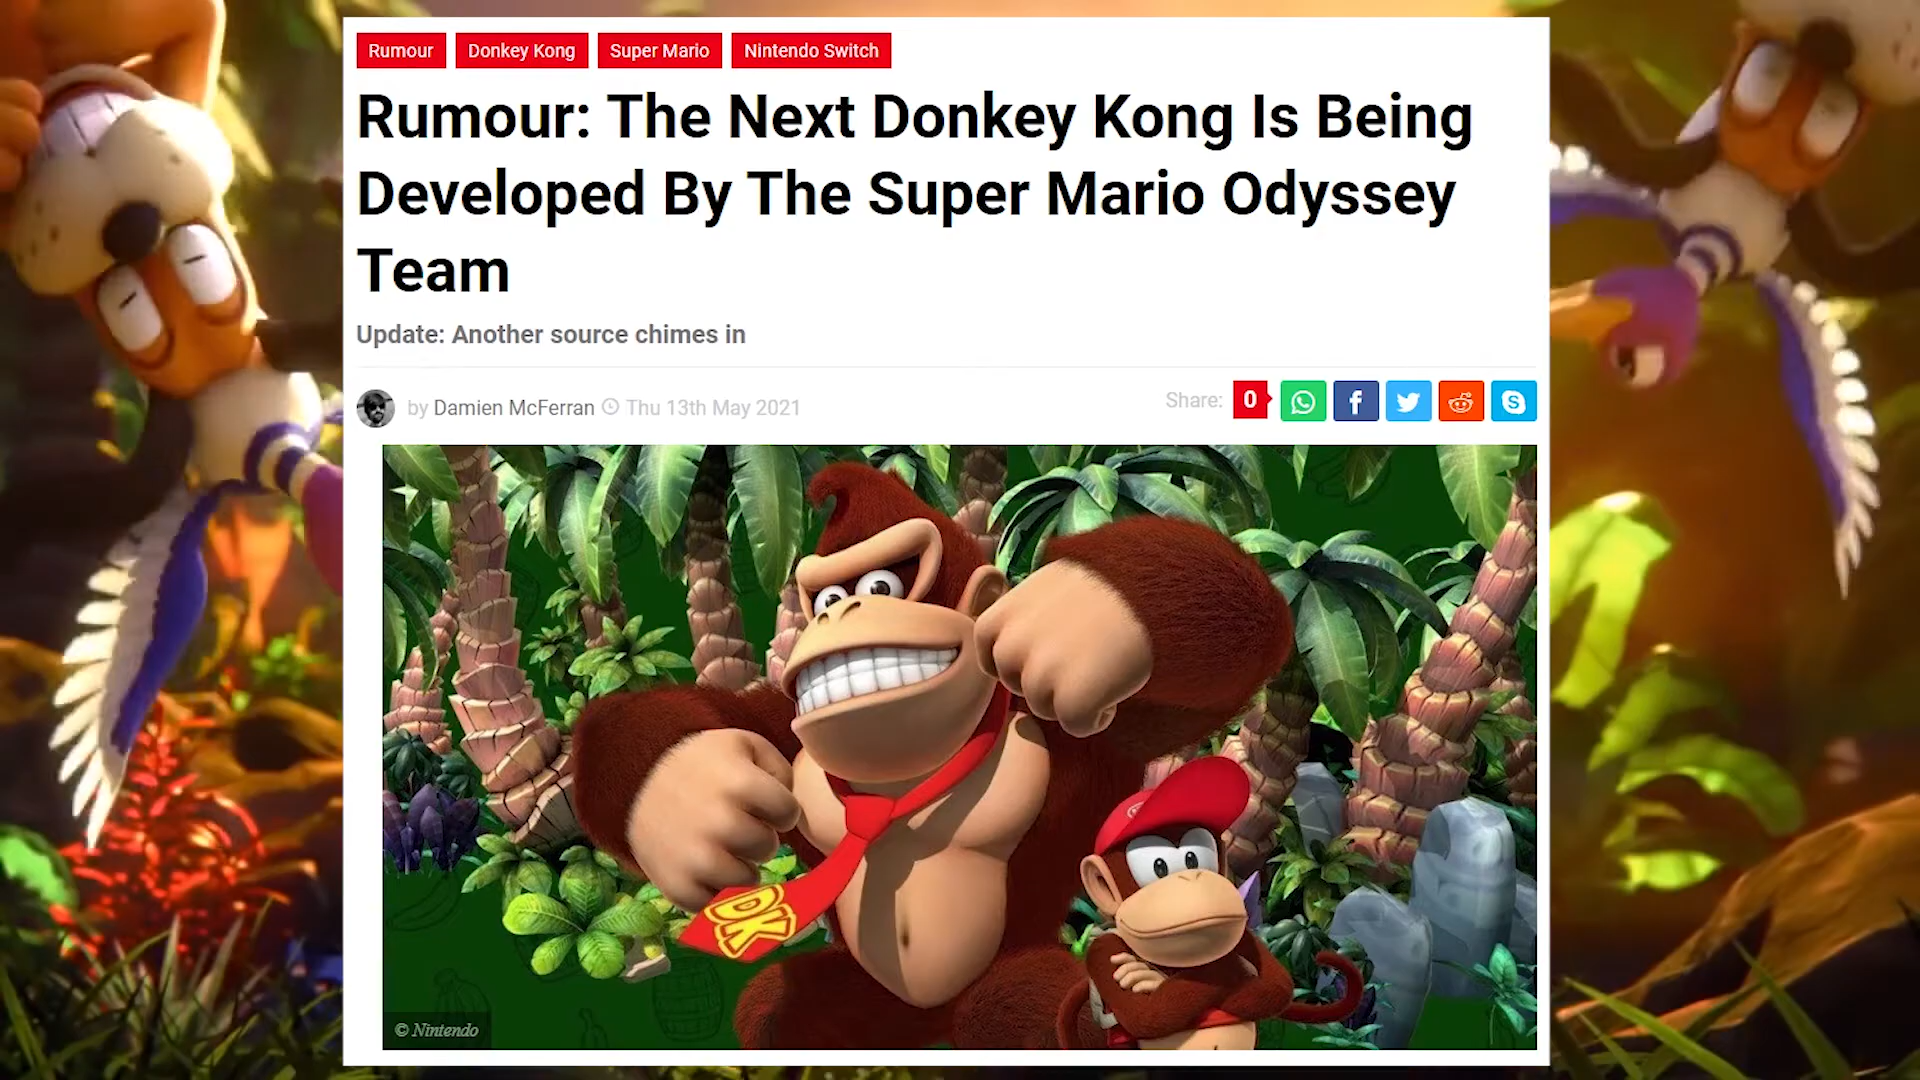 Rumour Donkey Kong Super Mario Nintendo Switch
Rumour: The Next Donkey Kong Is Being
Developed By The Super Mario Odyssey
Team
Update: Another source chimes in
by Damien McFerran Thu 13th May 2021
Share: 0
DK
© Nintendo